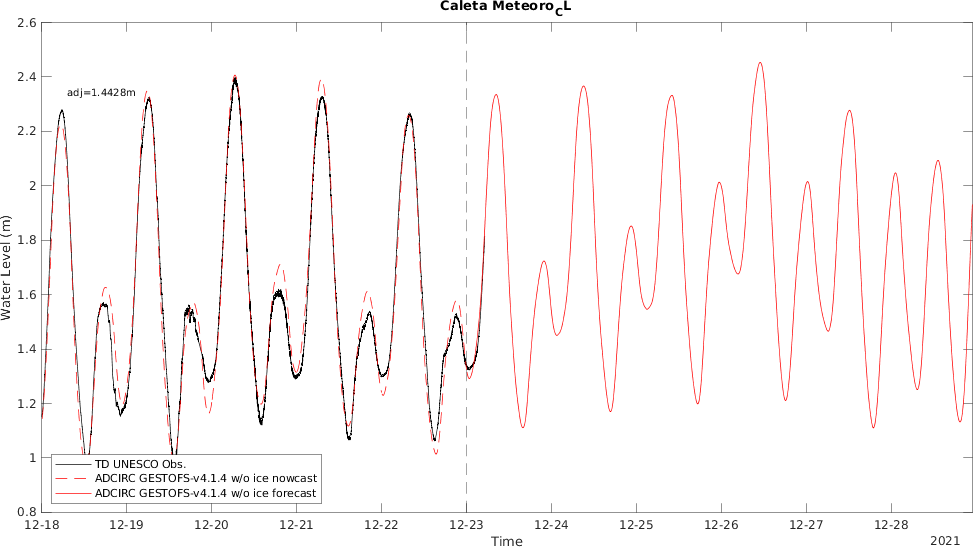 Caleta Meteoro_CL
2.6
2.4
adj=1.4428m
2.2
2
1.8
Water Level (m)
1.6
1.4
1.2
1
TD UNESCO Obs.
ADCIRC GESTOFS-v4.1.4 w/o ice nowcast
ADCIRC GESTOFS-v4.1.4 w/o ice forecast
0.8
12-18 12-19 12-20 12-21 12-22 12-23 12-24 12-25 12-26 12-27 12-28
Time
2021